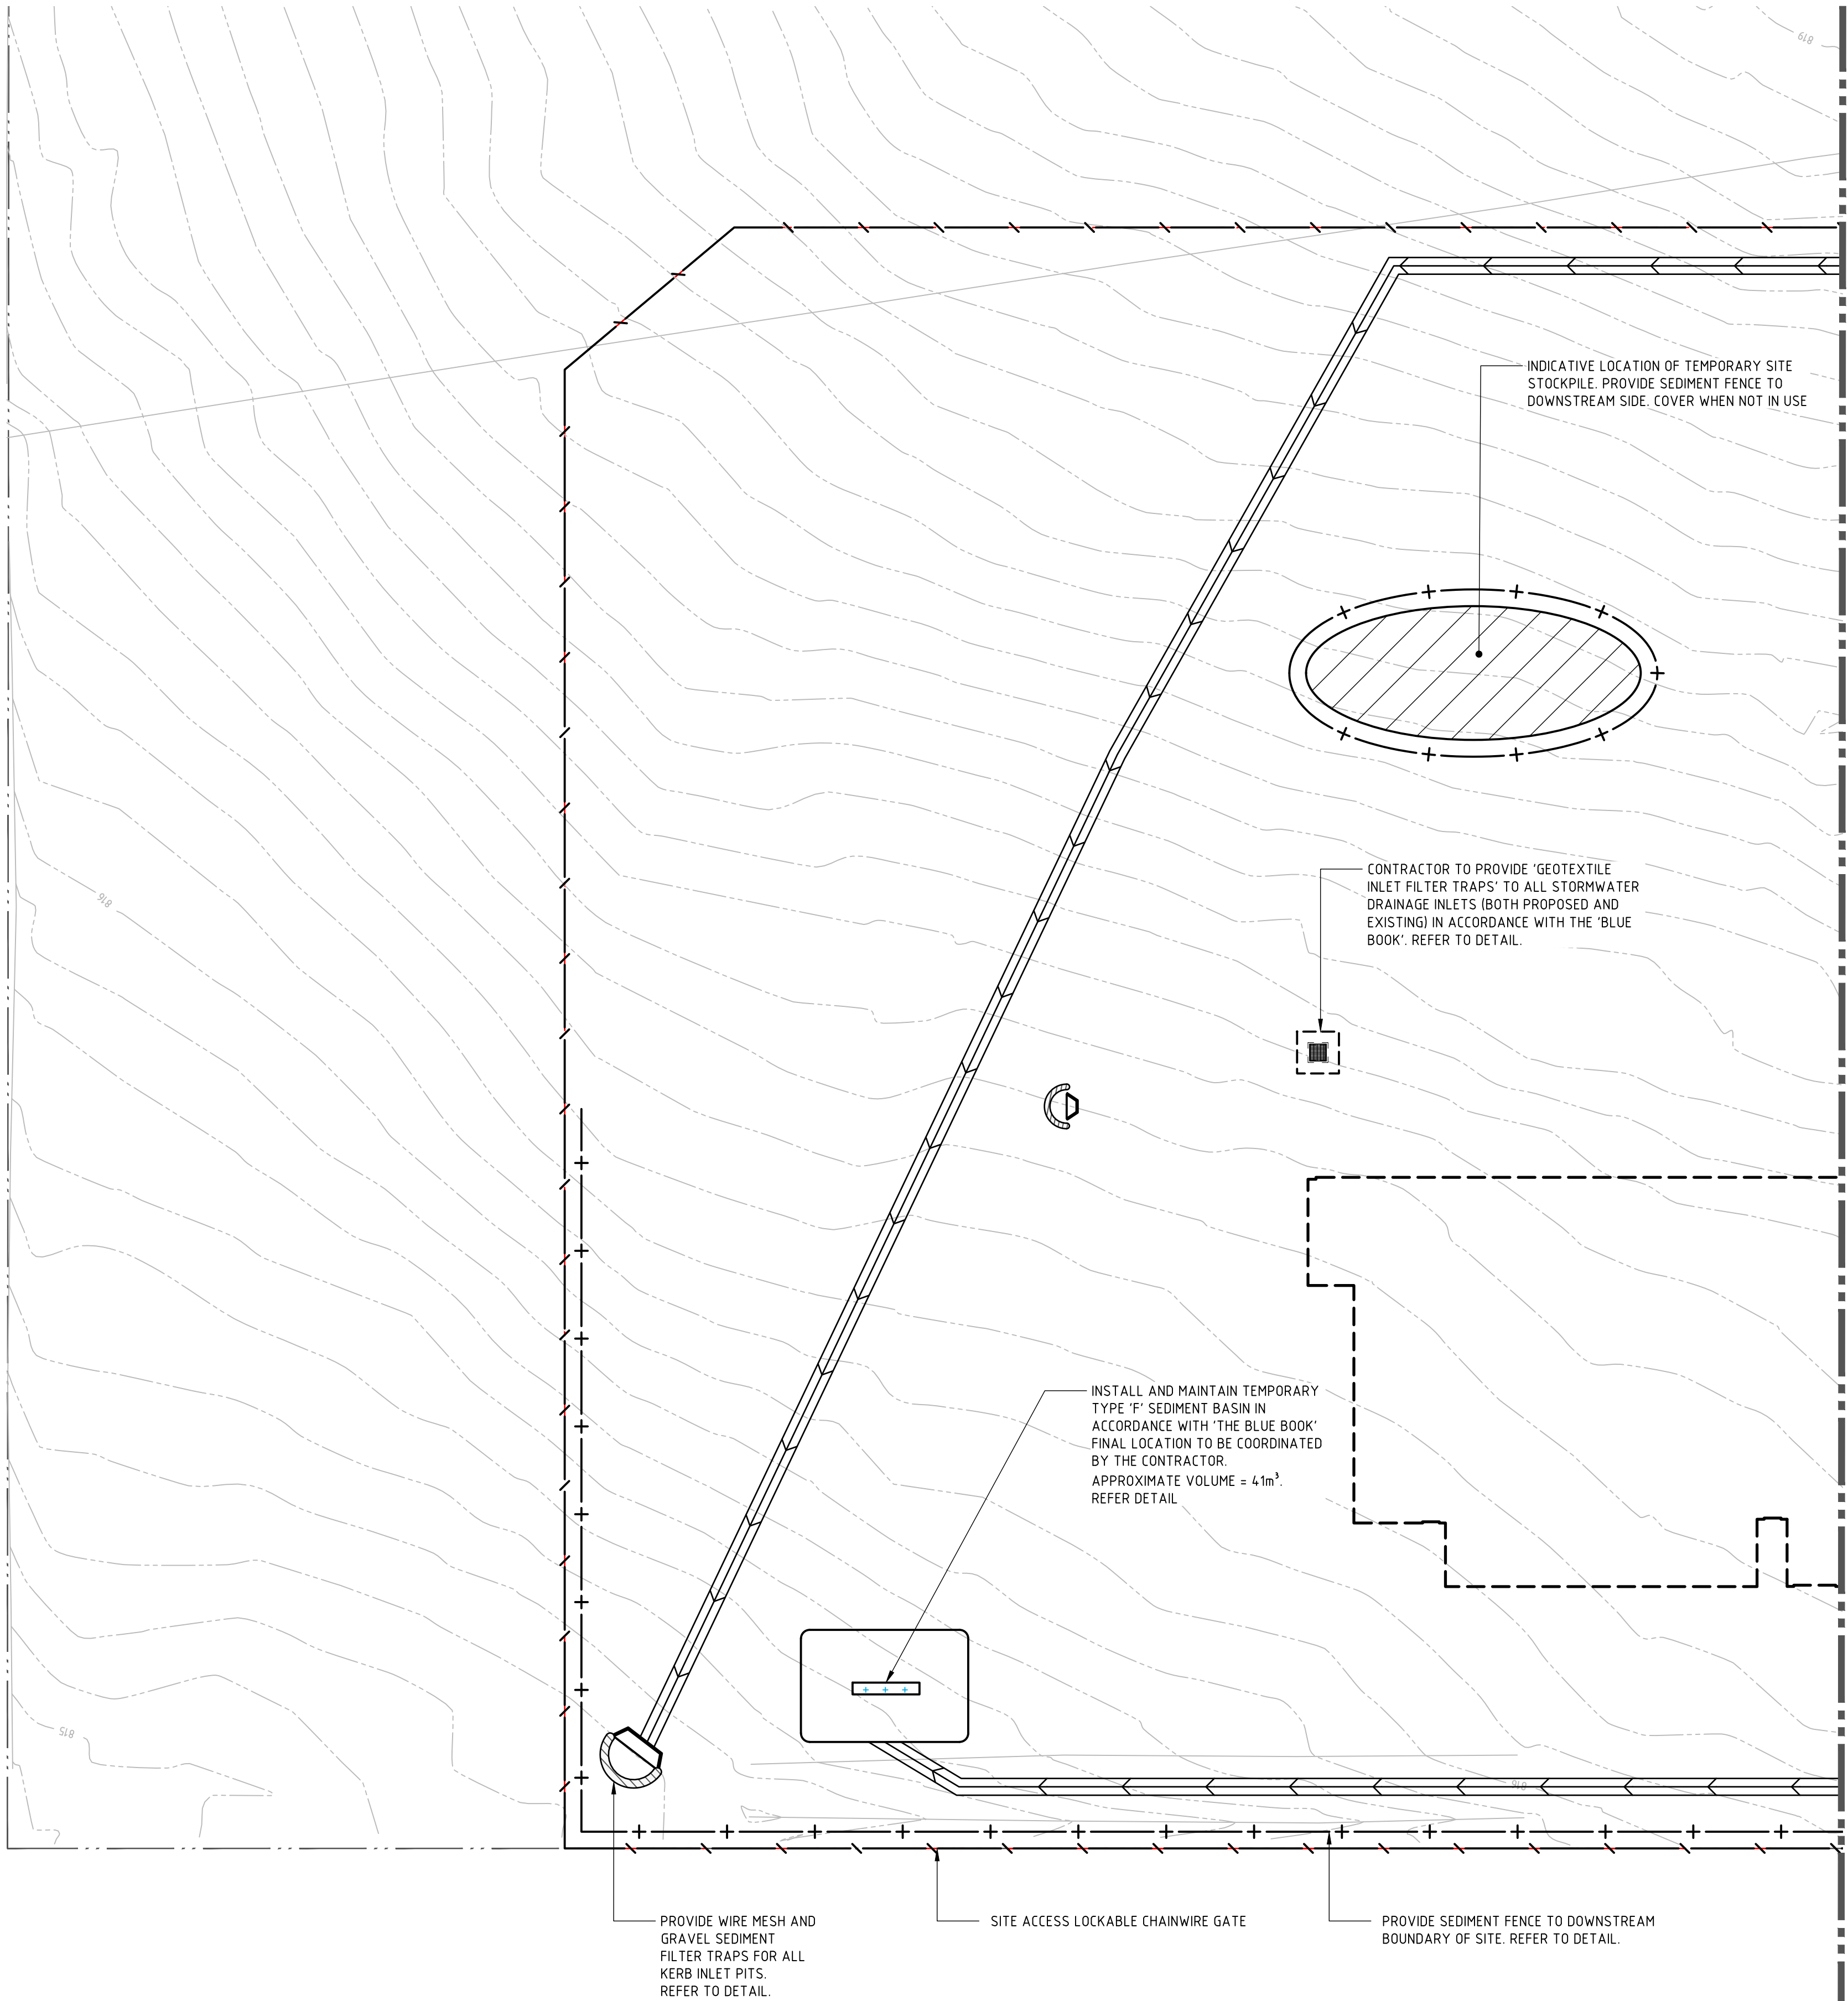 819
INDICATIVE LOCATION OF TEMPORARY SITE
STOCKPILE. PROVIDE SEDIMENT FENCE TO
DOWNSTREAM SIDE. COVER WHEN NOT IN USE
CONTRACTOR TO PROVIDE 'GEOTEXTILE
INLET FILTER TRAPS' TO ALL STORMWATER
DRAINAGE INLETS (BOTH PROPOSED AND
EXISTING) IN ACCORDANCE WITH THE 'BLUE
BOOK'. REFER TO DETAIL.
816
INSTALL AND MAINTAIN TEMPORARY
TYPE 'F' SEDIMENT BASIN IN
ACCORDANCE WITH 'THE BLUE BOOK'
FINAL LOCATION TO BE COORDINATED
BY THE CONTRACTOR.
APPROXIMATE VOLUME = 41m³.
REFER DETAIL
815
816
PROVIDE WIRE MESH AND
GRAVEL SEDIMENT
FILTER TRAPS FOR ALL
KERB INLET PITS.
REFER TO DETAIL.
SITE ACCESS LOCKABLE CHAINWIRE GATE
PROVIDE SEDIMENT FENCE TO DOWNSTREAM
BOUNDARY OF SITE. REFER TO DETAIL.